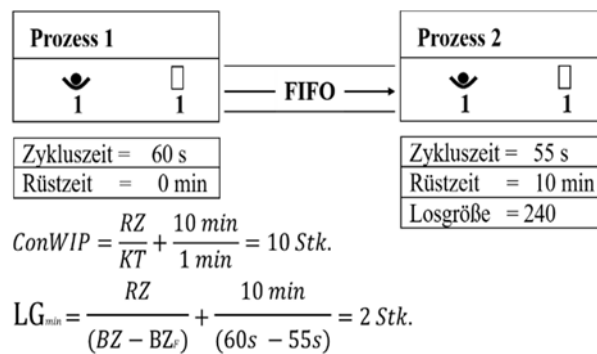 Prozess 1
1 1
Zykluszeit = 60 s
Rüstzeit = 0 min
FIFO
Prozess 2
1 1
Zykluszeit = 55 s
Rüstzeit = 10 min
Losgröße = 240
ConWIP = RZ/KT + 10 min/1 min = 10 Stk.
LG_min = RZ/(BZ − BZ_F) + 10 min/(60s − 55s) = 2 Stk.